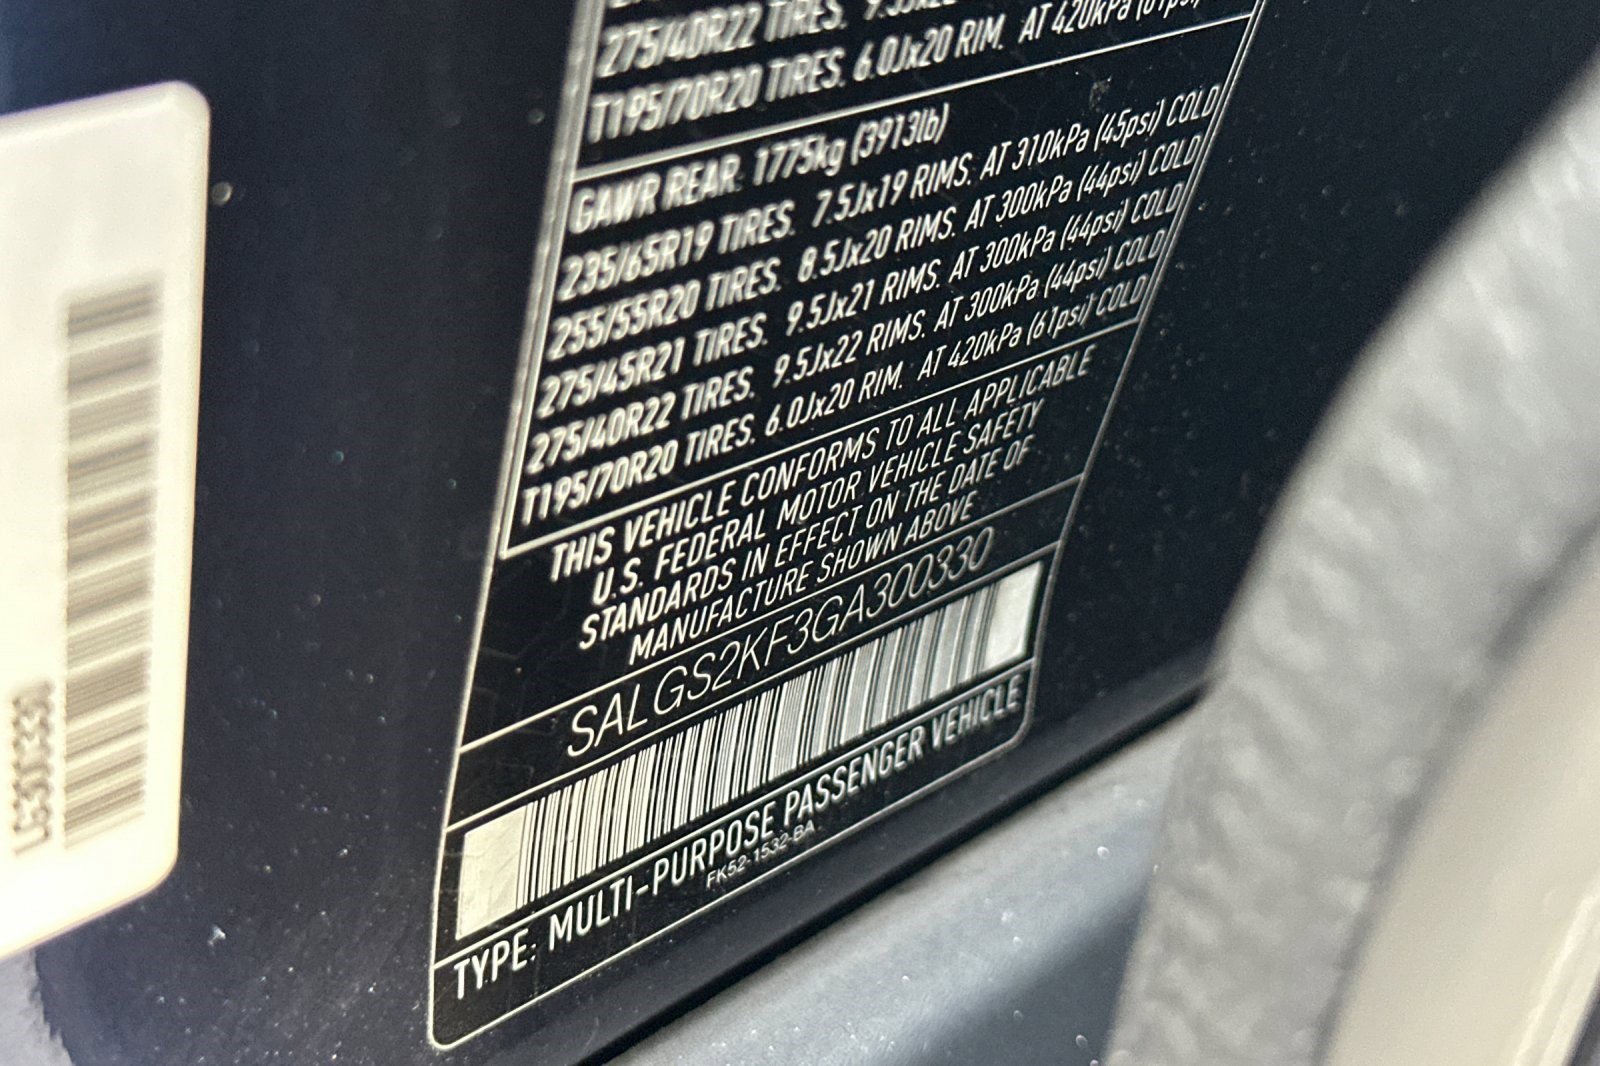 275/40R22 TIRES. 9.5Jx22
T195/70R20 TIRES. 6.0Jx20 RIM. AT 420kPa (61psi)
GAWR REAR. 1775kg (3913lb)
235/65R19 TIRES. 7.5Jx19 RIMS. AT 310kPa (45psi) COLD
255/55R20 TIRES. 8.5Jx20 RIMS. AT 300kPa (44psi) COLD
275/45R21 TIRES. 9.5Jx21 RIMS. AT 300kPa (44psi) COLD
275/40R22 TIRES. 9.5Jx22 RIMS. AT 300kPa (44psi) COLD
T195/70R20 TIRES. 6.0Jx20 RIM. AT 420kPa (61psi) COLD
THIS VEHICLE CONFORMS TO ALL APPLICABLE
U.S. FEDERAL MOTOR VEHICLE SAFETY
STANDARDS IN EFFECT ON THE DATE OF
MANUFACTURE SHOWN ABOVE
SALGS2KF3GA300330
TYPE: MULTI-PURPOSE PASSENGER VEHICLE
FK52-1532-BA
LG300330